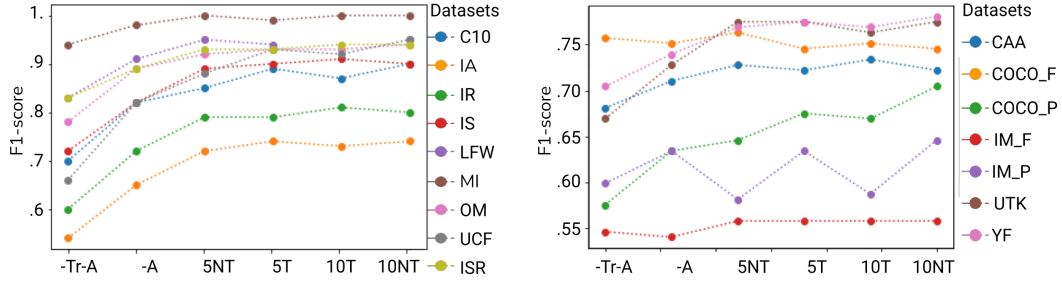 F1-score
1.
.9
.8
.7
.6
-Tr-A -A 5NT 5T 10T 10NT
Datasets
C10
IA
IR
IS
LFW
MI
OM
UCF
ISR
F1-score
.75
.70
.65
.60
.55
-Tr-A -A 5NT 5T 10T 10NT
Datasets
CAA
COCO_F
COCO_P
IM_F
IM_P
UTK
YF